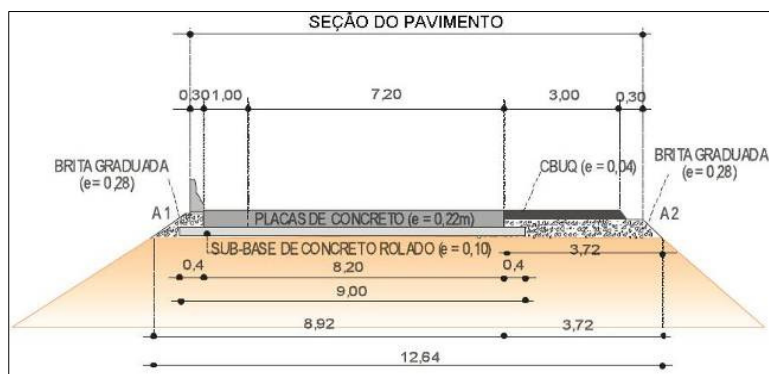 SEÇÃO DO PAVIMENTO
0,30 1,00 7,20 3,00 0,30
BRITA GRADUADA
(e = 0,28)
CBUQ (e = 0,04)
BRITA GRADUADA
(e = 0,28)
A1
PLACAS DE CONCRETO (e = 0,22m)
A2
SUB-BASE DE CONCRETO ROLADO (e = 0,10)
3,72
0,4 8,20 0,4
9,00
8,92 3,72
12,64